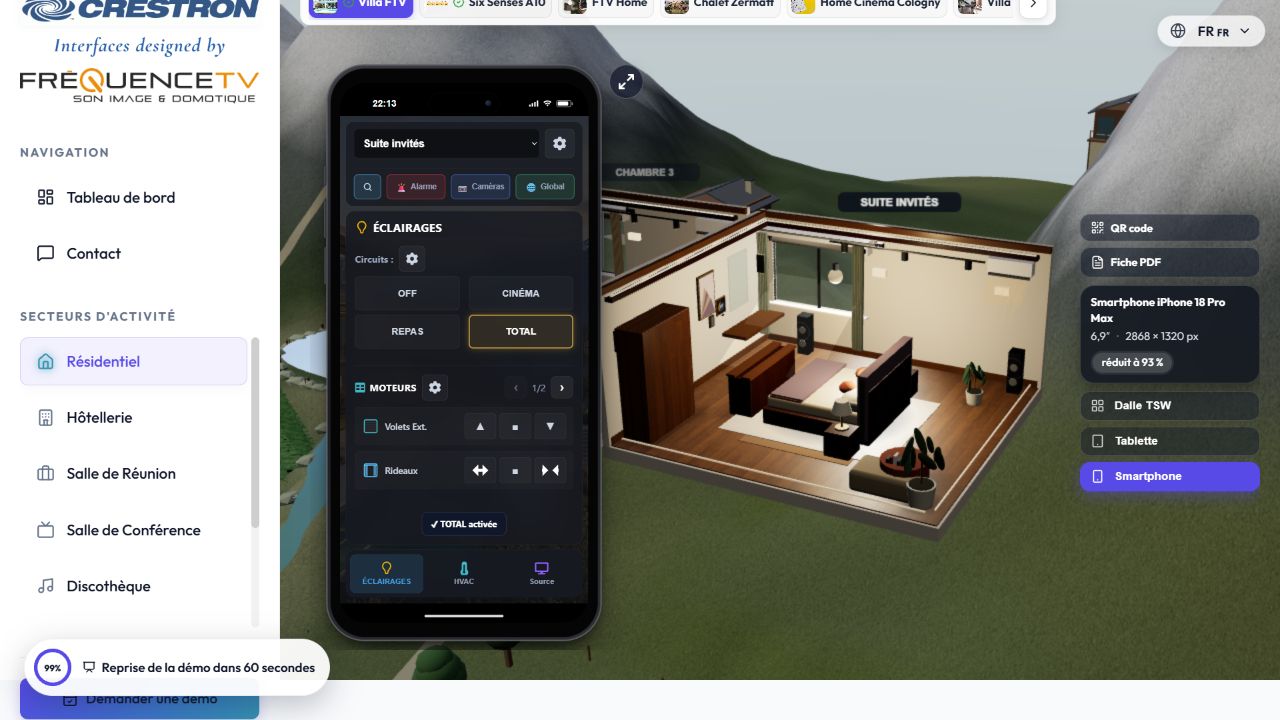 CRESTRON
Interfaces designed by
FRÉQUENCETV
SON IMAGE & DOMOTIQUE
NAVIGATION
Tableau de bord
Contact
SECTEURS D'ACTIVITÉ
Résidentiel
Hôtellerie
Salle de Réunion
Salle de Conférence
Discothèque
99%
Reprise de la démo dans 60 secondes
Demander une démo
Villa FTV
Six Senses A10
FTV Home
Chalet Zermatt
Home Cinema Cologny
Villa
FR FR
22:13
Suite invités
Alarme
Caméras
Global
ÉCLAIRAGES
Circuits :
OFF
CINÉMA
REPAS
TOTAL
MOTEURS
1/2
Volets Ext.
Rideaux
✓ TOTAL activée
ÉCLAIRAGES
HVAC
Source
CHAMBRE 3
SUITE INVITÉS
QR code
Fiche PDF
Smartphone iPhone 18 Pro
Max
6,9" · 2868 × 1320 px
réduit à 93 %
Dalle TSW
Tablette
Smartphone